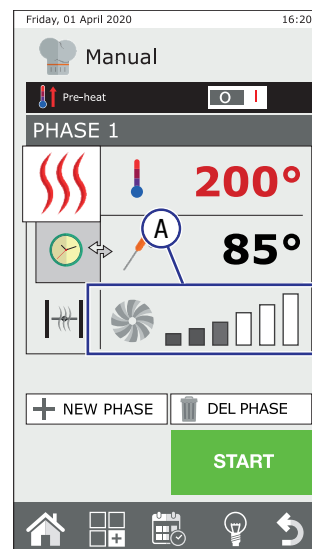 Friday, 01 April 2020 16:20
Manual
Pre-heat O I
PHASE 1
200°
A
85°
NEW PHASE DEL PHASE
START